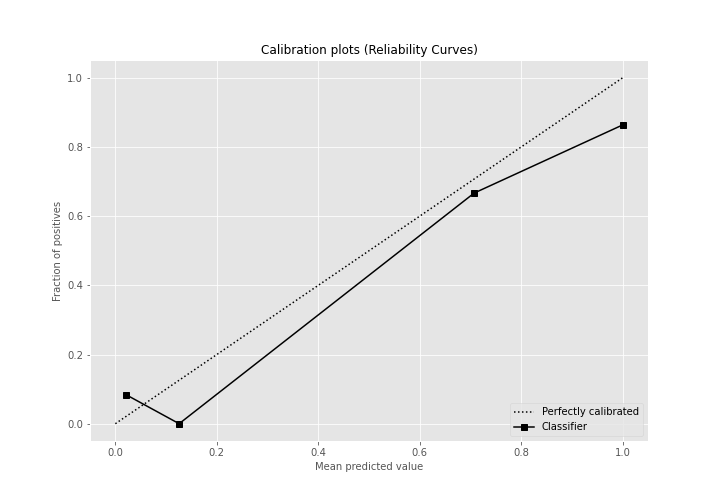 Calibration plots (Reliability Curves)
1.0
0.8
0.6
0.4
0.2
0.0
Fraction of positives
0.0 0.2 0.4 0.6 0.8 1.0
Mean predicted value
Perfectly calibrated
Classifier